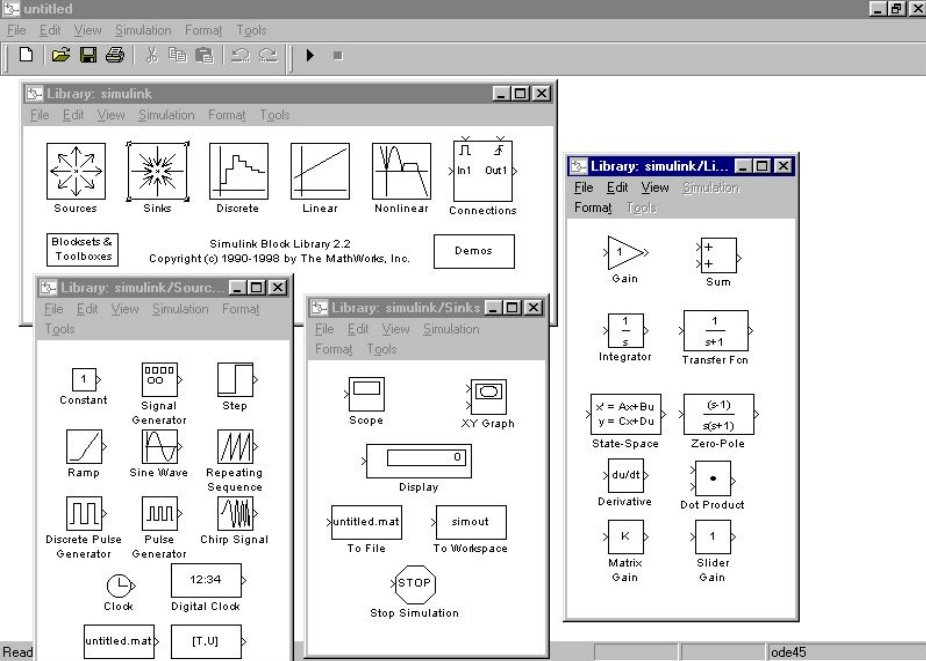 untitled
File Edit View Simulation Format Tools
Library: simulink
File Edit View Simulation Format Tools
In1 Out1
Sources Sinks Discrete Linear Nonlinear Connections
Blocksets &
Toolboxes
Simulink Block Library 2.2
Copyright (c) 1990-1998 by The MathWorks, Inc.
Demos
Library: simulink/Sourc...
File Edit View Simulation Format
Tools
1
Constant
Signal
Generator
Step
Ramp
Sine Wave
Repeating
Sequence
Discrete Pulse
Generator
Pulse
Generator
Chirp Signal
Clock
12:34
Digital Clock
untitled.mat
[T,U]
Library: simulink/Sinks
File Edit View Simulation
Format Tools
Scope
XY Graph
0
Display
untitled.mat
To File
simout
To Workspace
STOP
Stop Simulation
Library: simulink/Li...
File Edit View Simulation
Format Tools
1
Gain
+
+
Sum
1
s
Integrator
1
s+1
Transfer Fcn
x' = Ax+Bu
y = Cx+Du
State-Space
(s-1)
s(s+1)
Zero-Pole
du/dt
Derivative
Dot Product
K
Matrix
Gain
1
Slider
Gain
Read
ode45